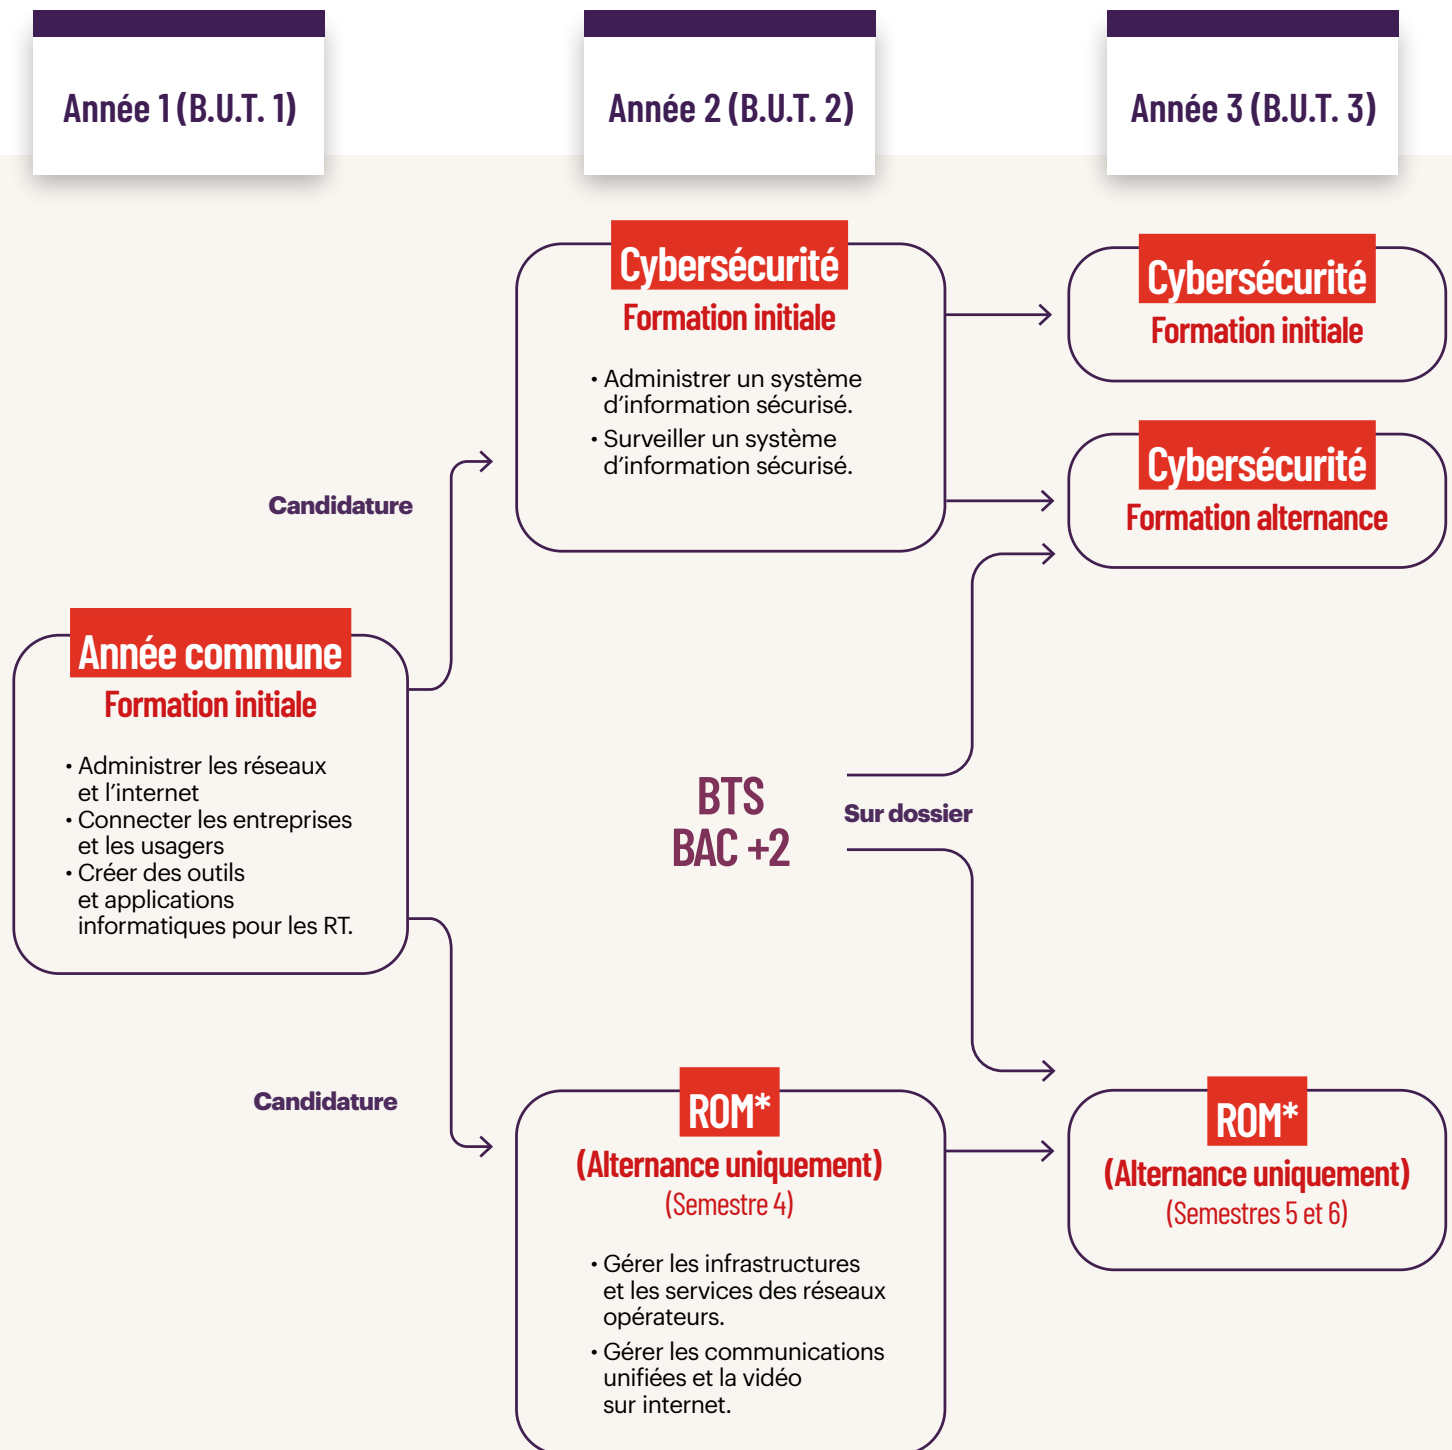 Année 1 (B.U.T. 1)
Année 2 (B.U.T. 2)
Année 3 (B.U.T. 3)
Candidature
Année commune
Formation initiale
• Administrer les réseaux
et l’internet
• Connecter les entreprises
et les usagers
• Créer des outils
et applications
informatiques pour les RT.
Candidature
Cybersécurité
Formation initiale
• Administrer un système
d’information sécurisé.
• Surveiller un système
d’information sécurisé.
BTS
BAC +2
Sur dossier
ROM*
(Alternance uniquement)
(Semestre 4)
• Gérer les infrastructures
et les services des réseaux
opérateurs.
• Gérer les communications
unifiées et la vidéo
sur internet.
Cybersécurité
Formation initiale
Cybersécurité
Formation alternance
ROM*
(Alternance uniquement)
(Semestres 5 et 6)